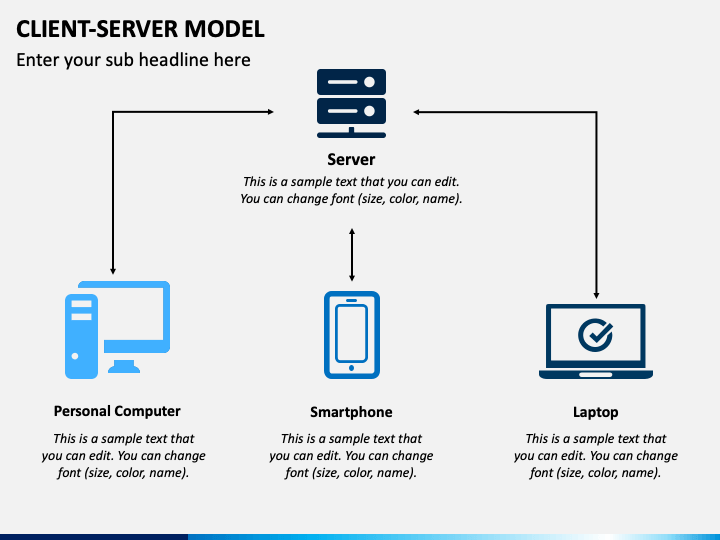 CLIENT-SERVER MODEL
Enter your sub headline here
Server
This is a sample text that you can edit.
You can change font (size, color, name).
Personal Computer
This is a sample text that
you can edit. You can change
font (size, color, name).
Smartphone
This is a sample text that
you can edit. You can change
font (size, color, name).
Laptop
This is a sample text that
you can edit. You can change
font (size, color, name).